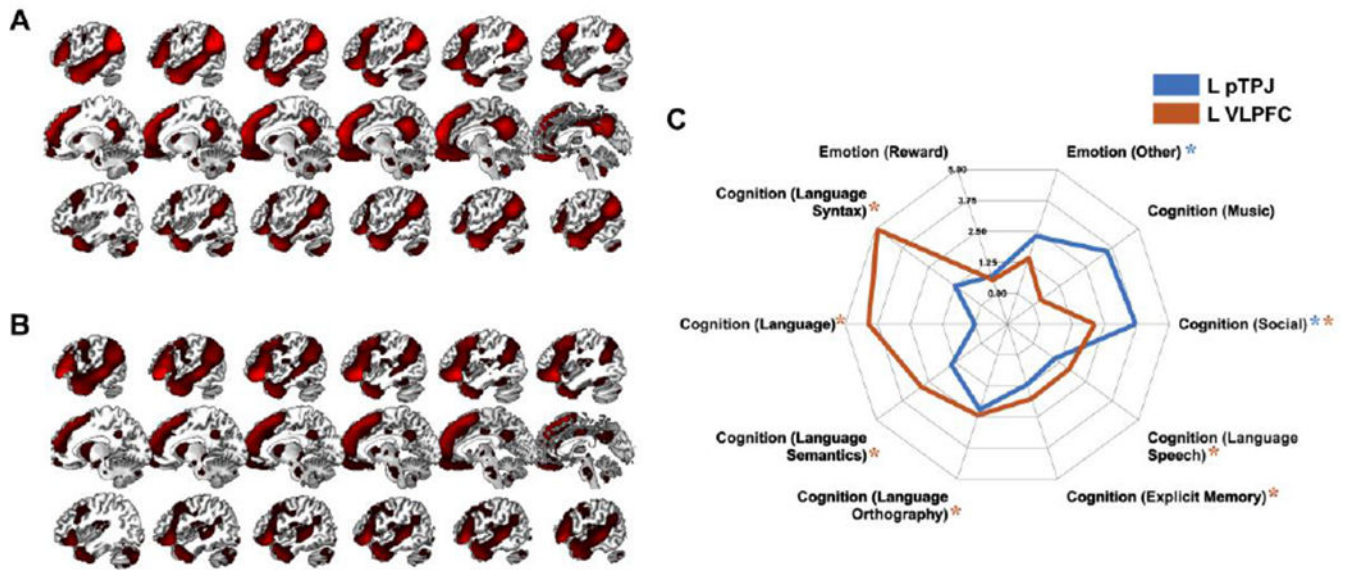 A
B
C
L pTPJ
L VLPFC
Emotion (Reward)
Emotion (Other) *
5.00
3.75
2.50
1.25
0.00
Cognition (Language
Syntax) *
Cognition (Music)
Cognition (Language) *
Cognition (Social) * *
Cognition (Language
Semantics) *
Cognition (Language
Speech) *
Cognition (Language
Orthography) *
Cognition (Explicit Memory) *